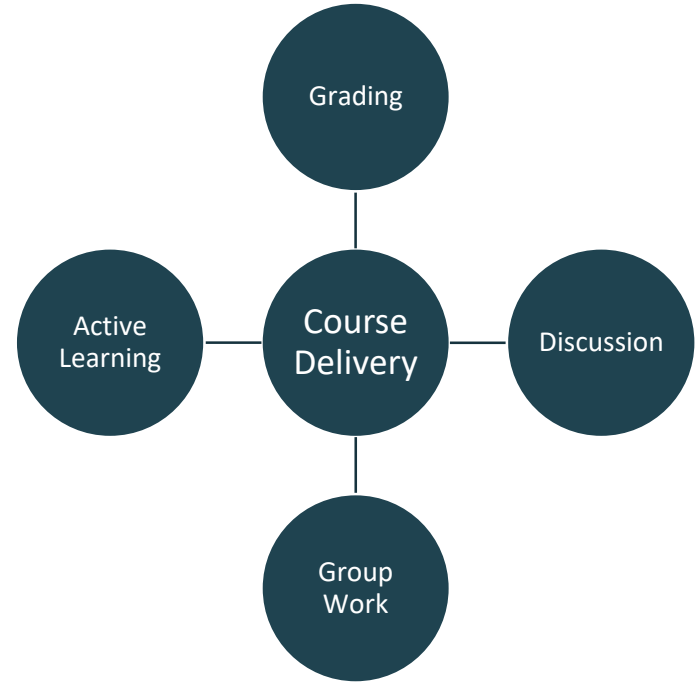 Grading
Active
Learning
Course
Delivery
Discussion
Group
Work